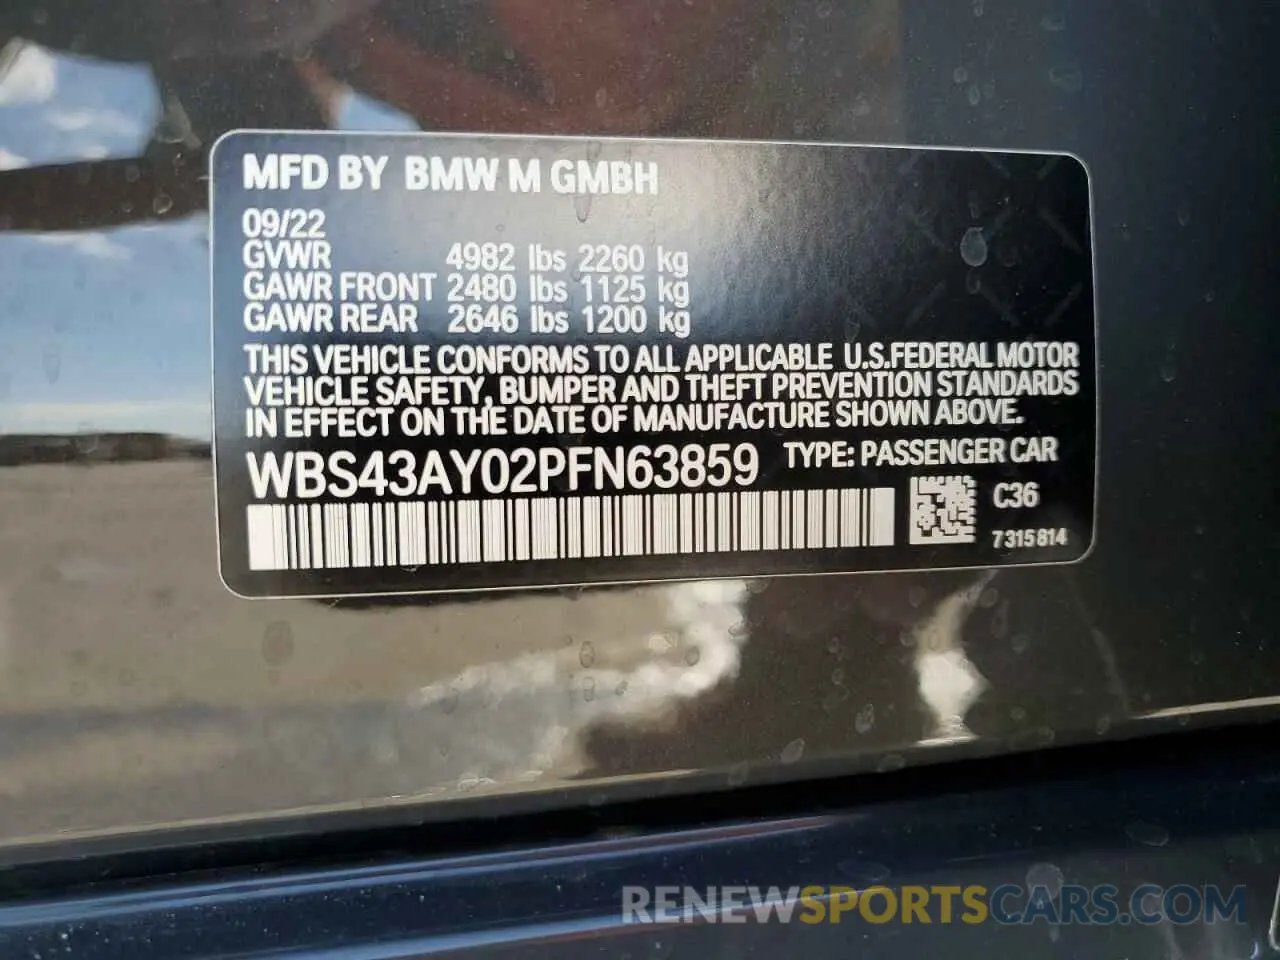 MFD BY BMW M GMBH
09/22
GVWR 4982 lbs 2260 kg
GAWR FRONT 2480 lbs 1125 kg
GAWR REAR 2646 lbs 1200 kg
THIS VEHICLE CONFORMS TO ALL APPLICABLE U.S.FEDERAL MOTOR
VEHICLE SAFETY, BUMPER AND THEFT PREVENTION STANDARDS
IN EFFECT ON THE DATE OF MANUFACTURE SHOWN ABOVE.
WBS43AY02PFN63859 TYPE: PASSENGER CAR
C36
7315814
RENEWSPORTSCARS.COM